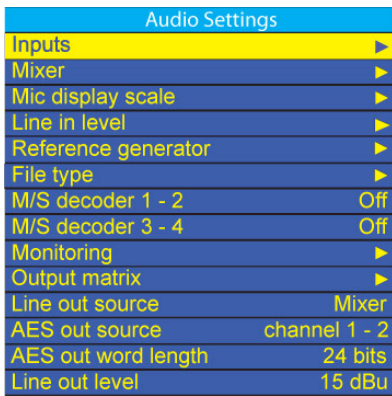 Audio Settings
Inputs
Mixer
Mic display scale
Line in level
Reference generator
File type
M/S decoder 1 - 2 Off
M/S decoder 3 - 4 Off
Monitoring
Output matrix
Line out source Mixer
AES out source channel 1 - 2
AES out word length 24 bits
Line out level 15 dBu